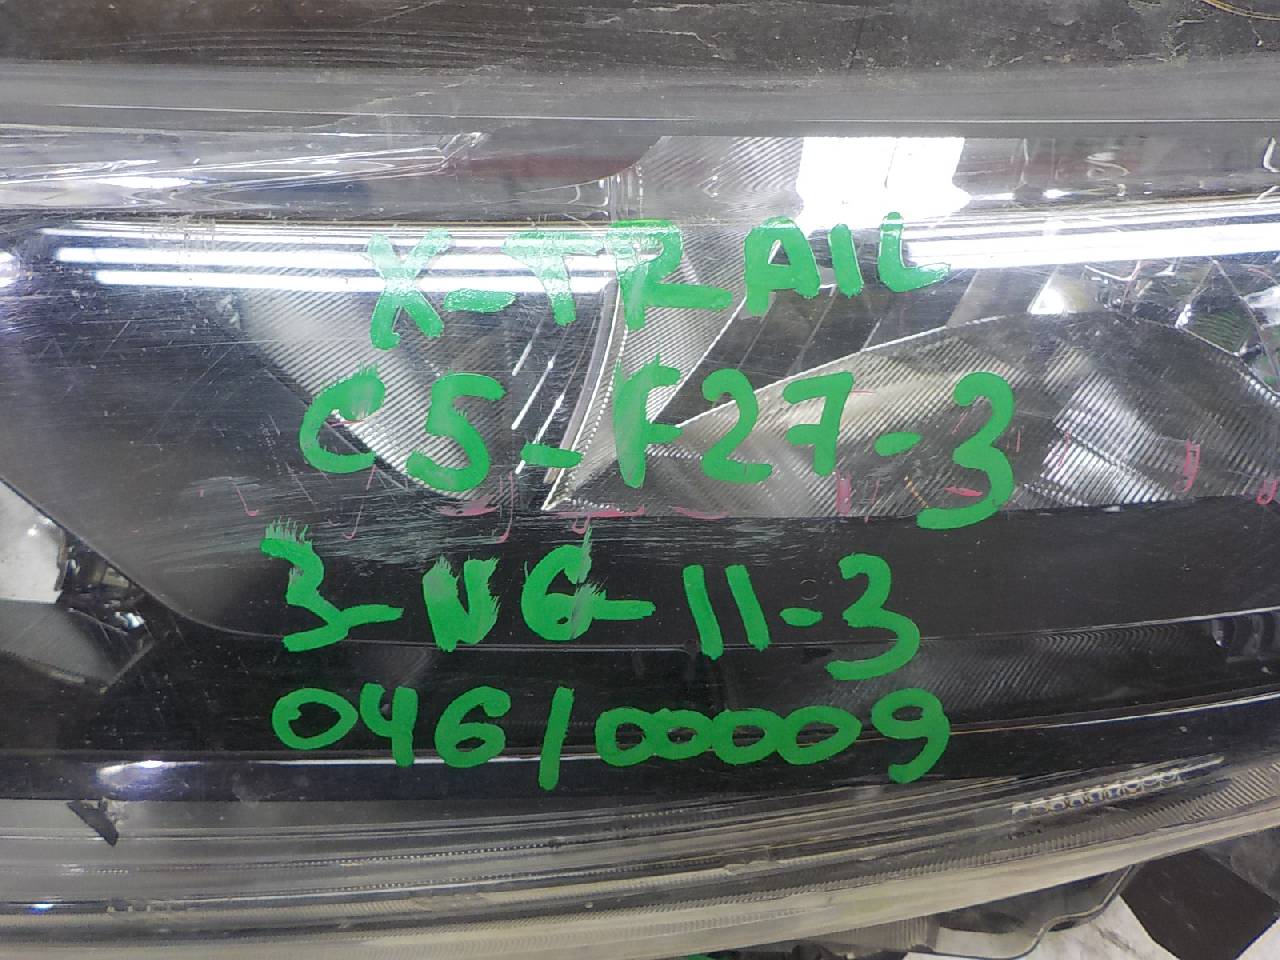 X-TRAIL
C5-F27-3
3-NG-11-3
046/00009